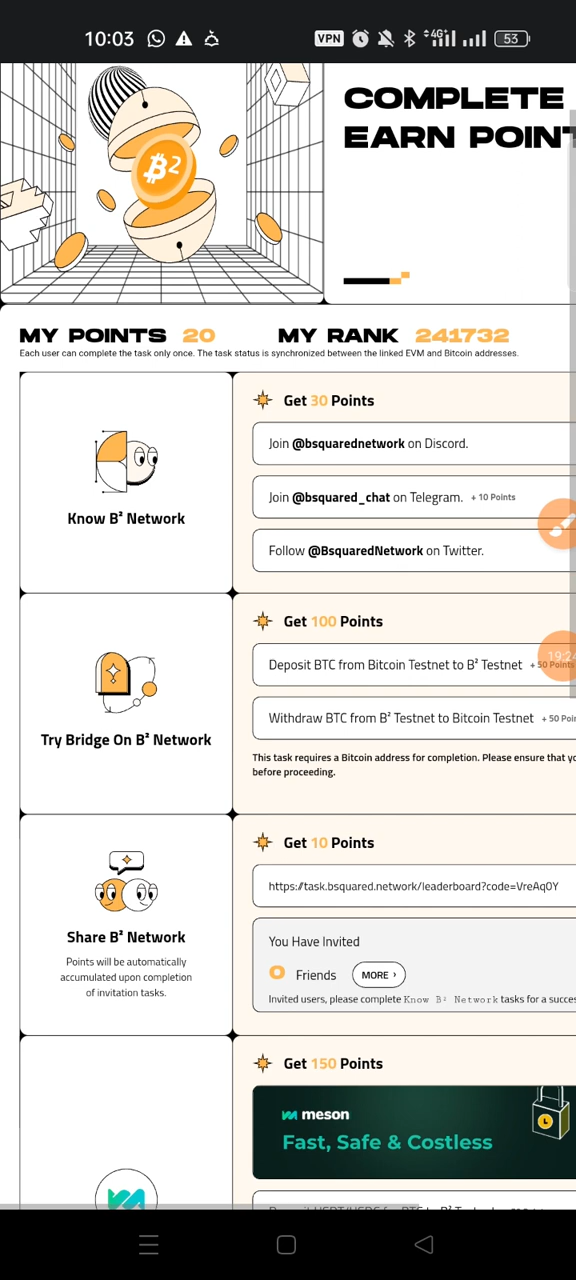 10:03
VPN
4G+
53
COMPLETE
EARN POINT
B2
MY POINTS 20
MY RANK 241732
Each user can complete the task only once. The task status is synchronized between the linked EVM and Bitcoin addresses.
Know B² Network
Get 30 Points
Join @bsquarednetwork on Discord.
Join @bsquared_chat on Telegram. + 10 Points
Follow @BsquaredNetwork on Twitter.
19:24
Try Bridge On B² Network
Get 100 Points
Deposit BTC from Bitcoin Testnet to B² Testnet + 50 Points
Withdraw BTC from B² Testnet to Bitcoin Testnet + 50 Poin
This task requires a Bitcoin address for completion. Please ensure that yo
before proceeding.
Share B² Network
Points will be automatically
accumulated upon completion
of invitation tasks.
Get 10 Points
https://task.bsquared.network/leaderboard?code=VreAqOY
You Have Invited
0 Friends MORE ›
Invited users, please complete Know B² Network tasks for a succes
Get 150 Points
meson
Fast, Safe & Costless